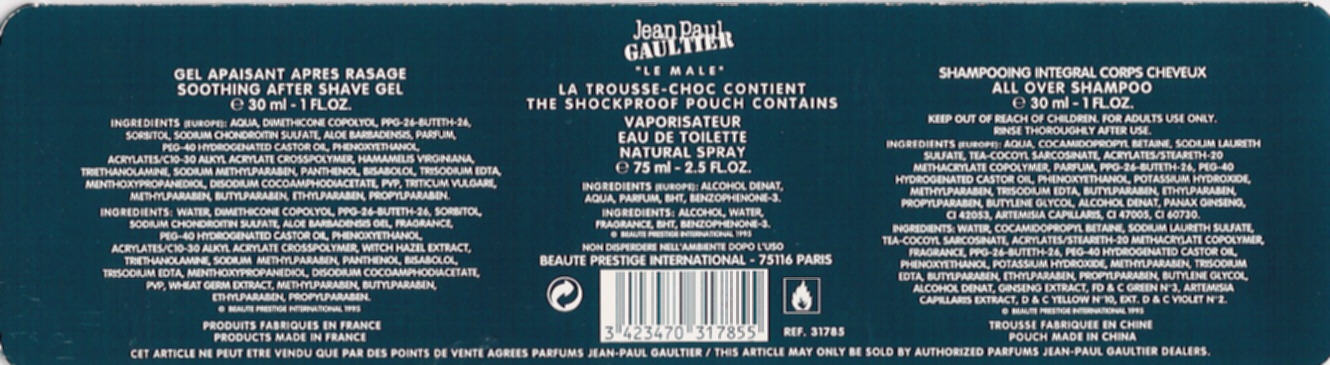 GEL APAISANT APRES RASAGE
SOOTHING AFTER SHAVE GEL
℮ 30 ml - 1 FL.OZ.
INGREDIENTS (EUROPE): AQUA, DIMETHICONE COPOLYOL, PPG-26-BUTETH-26,
SORBITOL, SODIUM CHONDROITIN SULFATE, ALOE BARBADENSIS, PARFUM,
PEG-40 HYDROGENATED CASTOR OIL, PHENOXYETHANOL,
ACRYLATES/C10-30 ALKYL ACRYLATE CROSSPOLYMER, HAMAMELIS VIRGINIANA,
TRIETHANOLAMINE, SODIUM METHYLPARABEN, PANTHENOL, BISABOLOL, TRISODIUM EDTA,
MENTHOXYPROPANEDIOL, DISODIUM COCOAMPHODIACETATE, PVP, TRITICUM VULGARE,
METHYLPARABEN, BUTYLPARABEN, ETHYLPARABEN, PROPYLPARABEN.
INGREDIENTS: WATER, DIMETHICONE COPOLYOL, PPG-26-BUTETH-26, SORBITOL,
SODIUM CHONDROITIN SULFATE, ALOE BARBADENSIS GEL, FRAGRANCE,
PEG-40 HYDROGENATED CASTOR OIL, PHENOXYETHANOL,
ACRYLATES/C10-30 ALKYL ACRYLATE CROSSPOLYMER, WITCH HAZEL EXTRACT,
TRIETHANOLAMINE, SODIUM METHYLPARABEN, PANTHENOL, BISABOLOL,
TRISODIUM EDTA, MENTHOXYPROPANEDIOL, DISODIUM COCOAMPHODIACETATE,
PVP, WHEAT GERM EXTRACT, METHYLPARABEN, BUTYLPARABEN,
ETHYLPARABEN, PROPYLPARABEN.
© BEAUTE PRESTIGE INTERNATIONAL 1995
PRODUITS FABRIQUES EN FRANCE
PRODUCTS MADE IN FRANCE
Jean Paul
GAULTIER
"LE MALE"
LA TROUSSE-CHOC CONTIENT
THE SHOCKPROOF POUCH CONTAINS
VAPORISATEUR
EAU DE TOILETTE
NATURAL SPRAY
℮ 75 ml - 2.5 FL.OZ.
INGREDIENTS (EUROPE): ALCOHOL DENAT,
AQUA, PARFUM, BHT, BENZOPHENONE-3.
INGREDIENTS: ALCOHOL, WATER,
FRAGRANCE, BHT, BENZOPHENONE-3.
© BEAUTE PRESTIGE INTERNATIONAL 1995
NON DISPERDERE NELL'AMBIENTE DOPO L'USO
BEAUTE PRESTIGE INTERNATIONAL - 75116 PARIS
3 423470 317855
REF. 31785
SHAMPOOING INTEGRAL CORPS CHEVEUX
ALL OVER SHAMPOO
℮ 30 ml - 1 FL.OZ.
KEEP OUT OF REACH OF CHILDREN. FOR ADULTS USE ONLY.
RINSE THOROUGHLY AFTER USE.
INGREDIENTS (EUROPE): AQUA, COCAMIDOPROPYL BETAINE, SODIUM LAURETH
SULFATE, TEA-COCOYL SARCOSINATE, ACRYLATES/STEARETH-20
METHACRYLATE COPOLYMER, PARFUM, PPG-26-BUTETH-26, PEG-40
HYDROGENATED CASTOR OIL, PHENOXYETHANOL, POTASSIUM HYDROXIDE,
METHYLPARABEN, TRISODIUM EDTA, BUTYLPARABEN, ETHYLPARABEN,
PROPYLPARABEN, BUTYLENE GLYCOL, ALCOHOL DENAT, PANAX GINSENG,
CI 42053, ARTEMISIA CAPILLARIS, CI 47005, CI 60730.
INGREDIENTS: WATER, COCAMIDOPROPYL BETAINE, SODIUM LAURETH SULFATE,
TEA-COCOYL SARCOSINATE, ACRYLATES/STEARETH-20 METHACRYLATE COPOLYMER,
FRAGRANCE, PPG-26-BUTETH-26, PEG-40 HYDROGENATED CASTOR OIL,
PHENOXYETHANOL, POTASSIUM HYDROXIDE, METHYLPARABEN, TRISODIUM
EDTA, BUTYLPARABEN, ETHYLPARABEN, PROPYLPARABEN, BUTYLENE GLYCOL,
ALCOHOL DENAT, GINSENG EXTRACT, FD & C GREEN N°3, ARTEMISIA
CAPILLARIS EXTRACT, D & C YELLOW N°10, EXT. D & C VIOLET N°2.
© BEAUTE PRESTIGE INTERNATIONAL 1995
TROUSSE FABRIQUEE EN CHINE
POUCH MADE IN CHINA
CET ARTICLE NE PEUT ETRE VENDU QUE PAR DES POINTS DE VENTE AGREES PARFUMS JEAN-PAUL GAULTIER / THIS ARTICLE MAY ONLY BE SOLD BY AUTHORIZED PARFUMS JEAN-PAUL GAULTIER DEALERS.